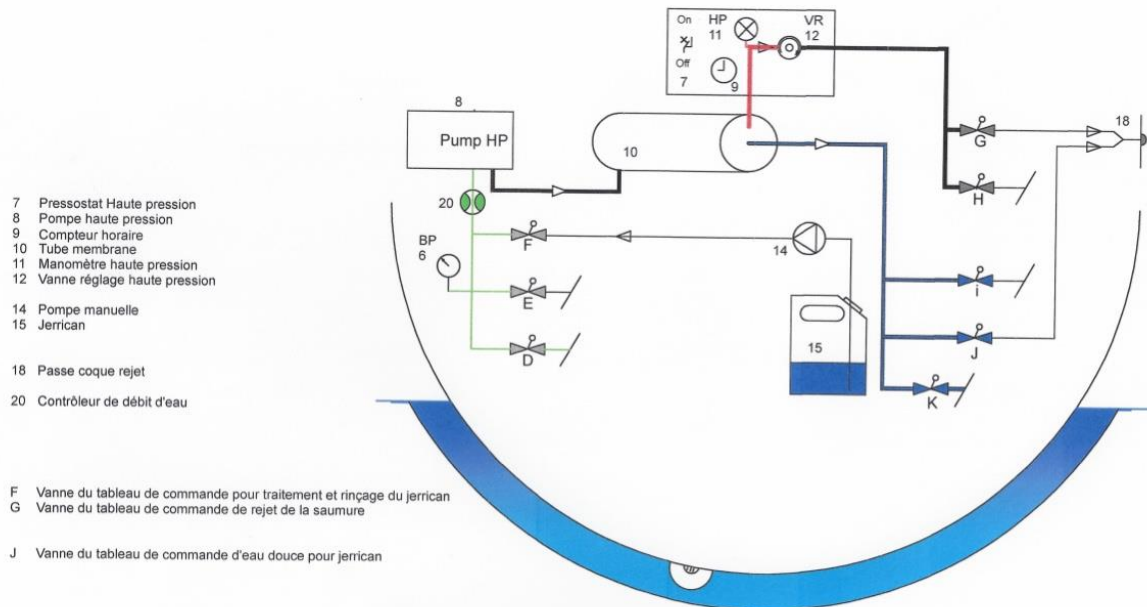 On
HP
VR
11
12
Off
7
9
8
Pump HP
10
18
G
H
20
F
14
BP
6
E
D
i
J
K
15
7 Pressostat Haute pression
8 Pompe haute pression
9 Compteur horaire
10 Tube membrane
11 Manomètre haute pression
12 Vanne réglage haute pression
14 Pompe manuelle
15 Jerrican
18 Passe coque rejet
20 Contrôleur de débit d'eau
F Vanne du tableau de commande pour traitement et rinçage du jerrican
G Vanne du tableau de commande de rejet de la saumure
J Vanne du tableau de commande d'eau douce pour jerrican